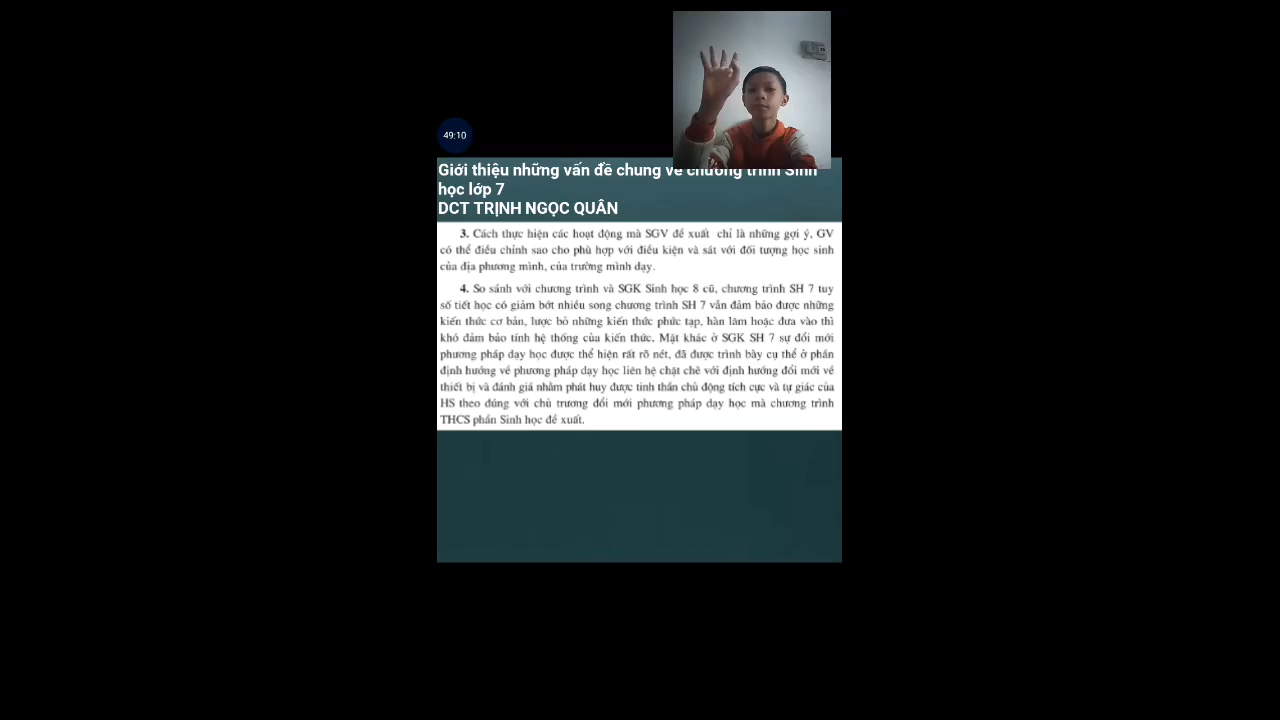 49:10
Giới thiệu những vấn đề chung về chương trình Sinh
học lớp 7
DCT TRỊNH NGỌC QUÂN
3. Cách thực hiện các hoạt động mà SGV đề xuất chỉ là những gợi ý, GV
có thể điều chỉnh sao cho phù hợp với điều kiện và sát với đối tượng học sinh
của địa phương mình, của trường mình dạy.
4. So sánh với chương trình và SGK Sinh học 8 cũ, chương trình SH 7 tuy
số tiết học có giảm bớt nhiều song chương trình SH 7 vẫn đảm bảo được những
kiến thức cơ bản, lược bỏ những kiến thức phức tạp, hàn lâm hoặc đưa vào thì
khó đảm bảo tính hệ thống của kiến thức. Mặt khác ở SGK SH 7 sự đổi mới
phương pháp dạy học được thể hiện rất rõ nét, đã được trình bày cụ thể ở phần
định hướng về phương pháp dạy học liên hệ chặt chẽ với định hướng đổi mới về
thiết bị và đánh giá nhằm phát huy được tinh thần chủ động tích cực và tự giác của
HS theo đúng với chủ trương đổi mới phương pháp dạy học mà chương trình
THCS phần Sinh học đề xuất.